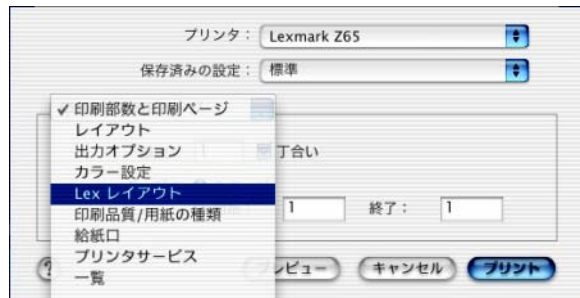 プリンタ： Lexmark Z65
保存済みの設定： 標準
✓ 印刷部数と印刷ページ
レイアウト
出力オプション 1 丁合い
カラー設定
Lex レイアウト
1 終了： 1
印刷品質/用紙の種類
給紙口
プリンタサービス
一覧
? プレビュー キャンセル プリント